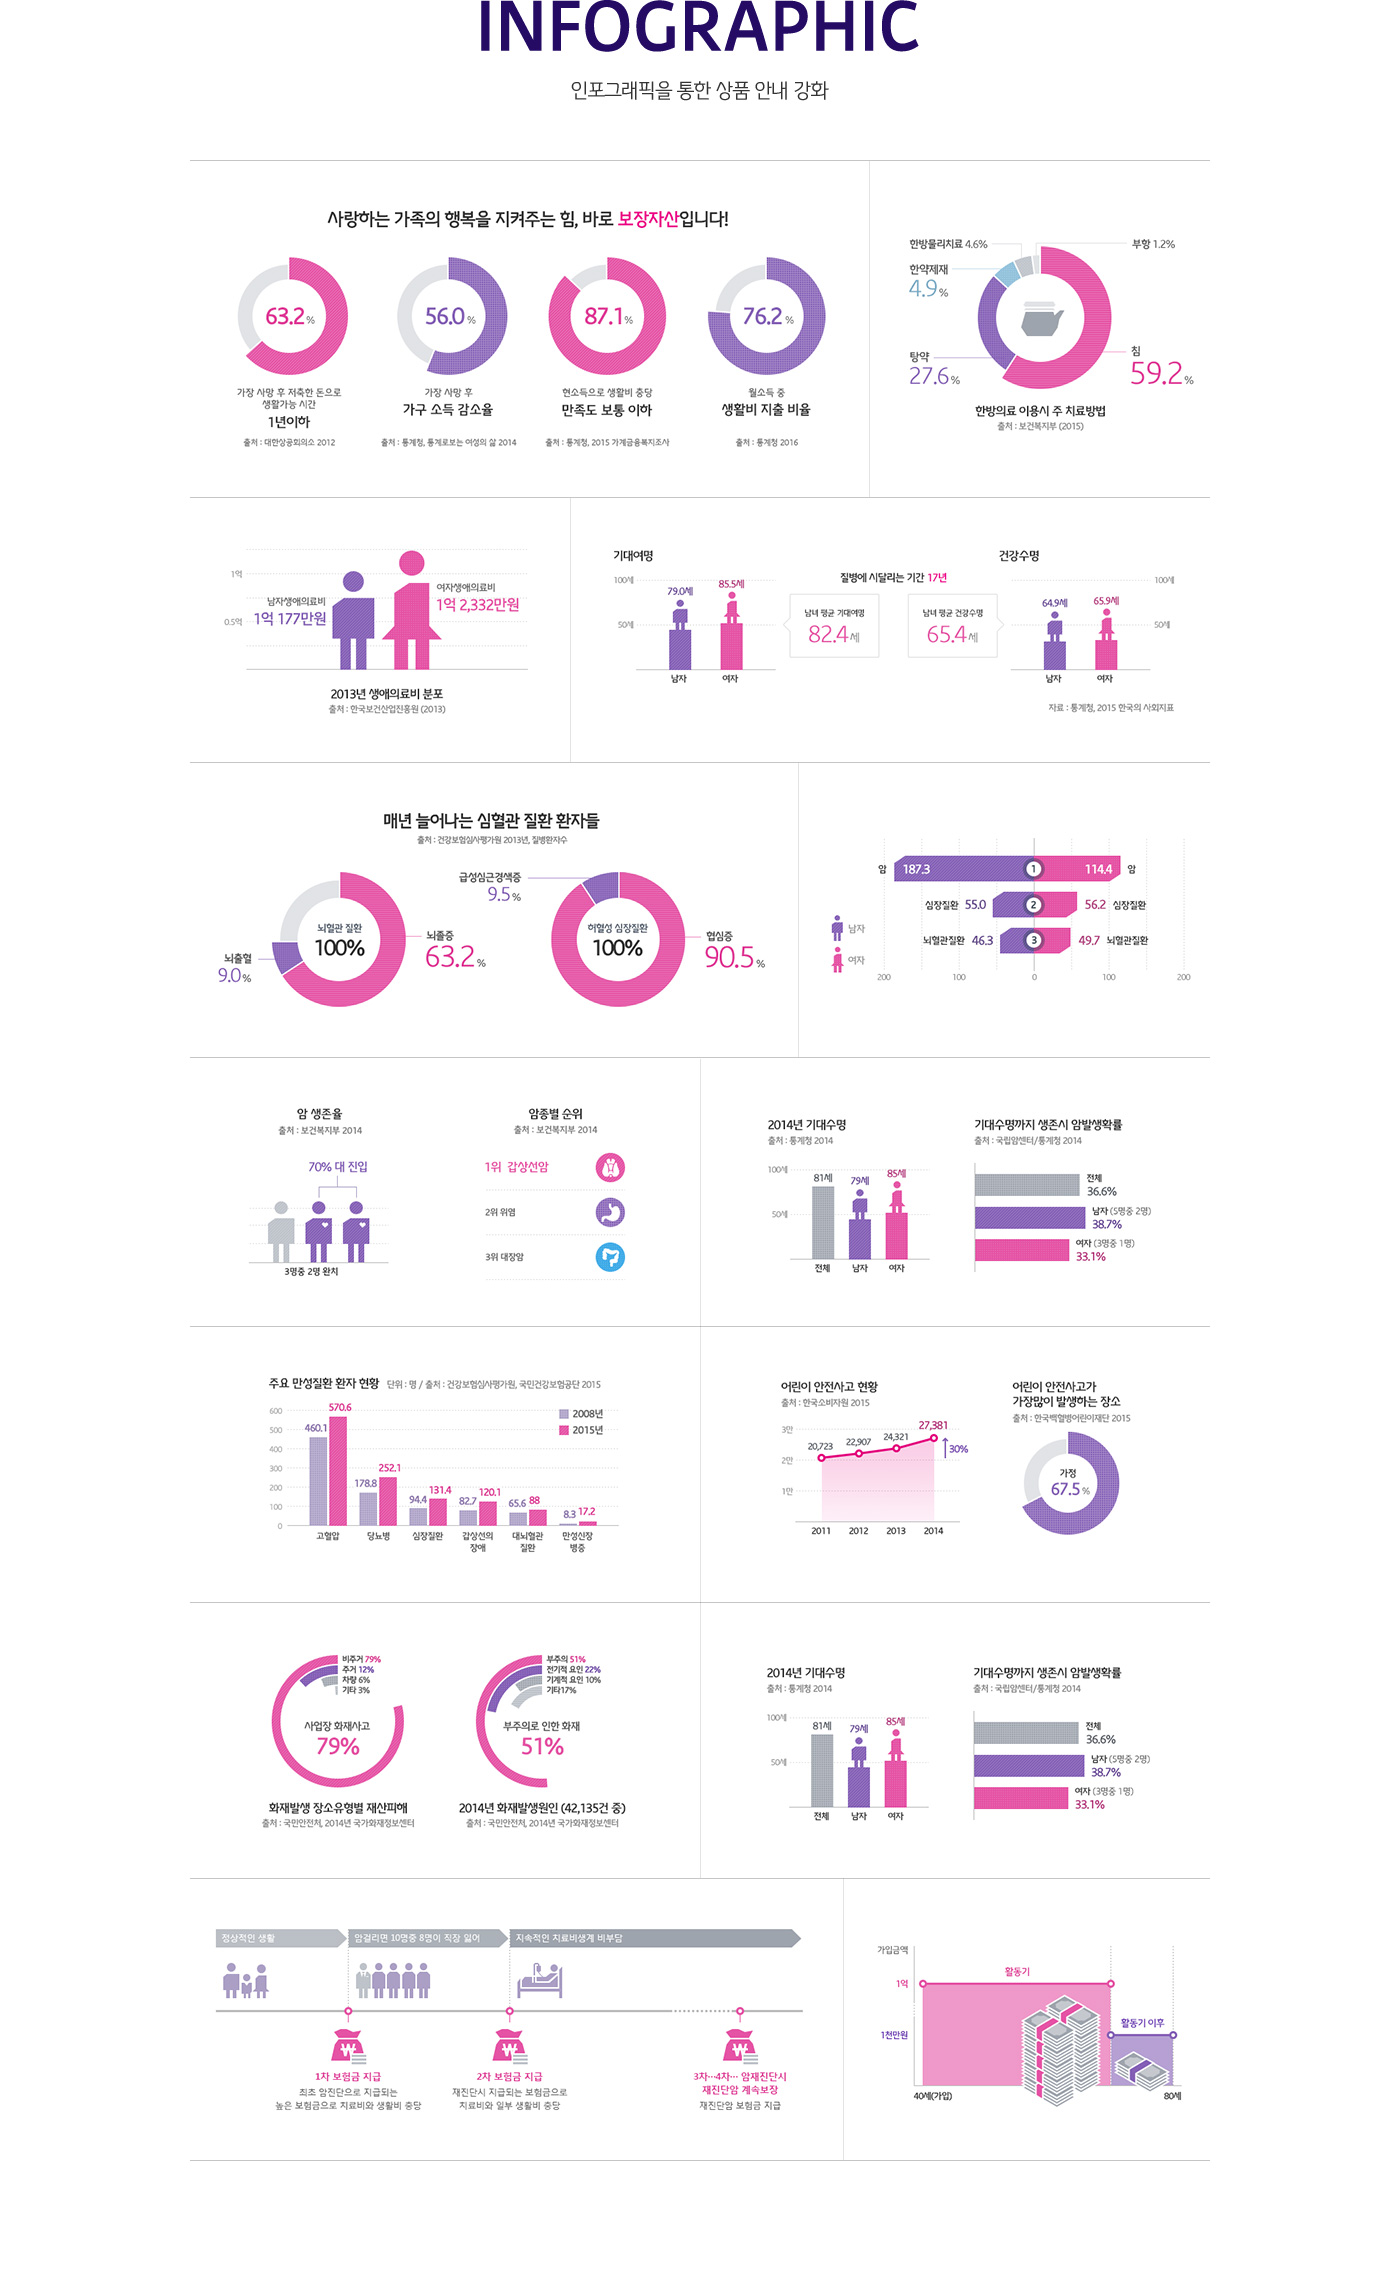 INFOGRAPHIC
인포그래픽을 통한 상품 안내 강화
사랑하는 가족의 행복을 지켜주는 힘, 바로 보장자산입니다!
63.2%
가장 사망 후 저축한 돈으로
생활가능 시간
1년이하
출처 : 대한상공회의소 2012
56.0%
가장 사망 후
가구 소득 감소율
출처 : 통계청, 통계로보는 여성의 삶 2014
87.1%
현소득으로 생활비 충당
만족도 보통 이하
출처 : 통계청, 2015 가계금융복지조사
76.2%
월소득 중
생활비 지출 비율
출처 : 통계청 2016
한방물리치료 4.6%
부항 1.2%
한약제재
4.9%
탕약
27.6%
침
59.2%
한방의료 이용시 주 치료방법
출처 : 보건복지부 (2015)
1억
0.5억
남자생애의료비
1억 177만원
여자생애의료비
1억 2,332만원
2013년 생애의료비 분포
출처 : 한국보건산업진흥원 (2013)
기대여명
100세
50세
79.0세
85.5세
남자
여자
질병에 시달리는 기간 17년
남녀 평균 기대여명
82.4세
남녀 평균 건강수명
65.4세
건강수명
64.9세
65.9세
100세
50세
남자
여자
자료 : 통계청, 2015 한국의 사회지표
매년 늘어나는 심혈관 질환 환자들
출처 : 건강보험심사평가원 2013년, 질병환자수
뇌혈관 질환
100%
뇌출혈
9.0%
뇌졸중
63.2%
급성심근경색증
9.5%
허혈성 심장질환
100%
협심증
90.5%
암 187.3 1 114.4 암
심장질환 55.0 2 56.2 심장질환
뇌혈관질환 46.3 3 49.7 뇌혈관질환
남자
여자
200 100 0 100 200
암 생존율
출처 : 보건복지부 2014
70% 대 진입
3명중 2명 완치
암종별 순위
출처 : 보건복지부 2014
1위 갑상선암
2위 위염
3위 대장암
2014년 기대수명
출처 : 통계청 2014
100세
50세
81세
79세
85세
전체 남자 여자
기대수명까지 생존시 암발생확률
출처 : 국립암센터/통계청 2014
전체
36.6%
남자 (5명중 2명)
38.7%
여자 (3명중 1명)
33.1%
주요 만성질환 환자 현황 단위 : 명 / 출처 : 건강보험심사평가원, 국민건강보험공단 2015
2008년
2015년
600
500
400
300
200
100
0
460.1 570.6
178.8 252.1
94.4 131.4
82.7 120.1
65.6 88
8.3 17.2
고혈압
당뇨병
심장질환
갑상선의
장애
대뇌혈관
질환
만성신장
병증
어린이 안전사고 현황
출처 : 한국소비자원 2015
3만
2만
1만
20,723
22,907
24,321
27,381
30%
2011 2012 2013 2014
어린이 안전사고가
가장많이 발생하는 장소
출처 : 한국백혈병어린이재단 2015
가정
67.5%
비주거 79%
주거 12%
차량 6%
기타 3%
사업장 화재사고
79%
화재발생 장소유형별 재산피해
출처 : 국민안전처, 2014년 국가화재정보센터
부주의 51%
전기적 요인 22%
기계적 요인 10%
기타17%
부주의로 인한 화재
51%
2014년 화재발생원인 (42,135건 중)
출처 : 국민안전처, 2014년 국가화재정보센터
2014년 기대수명
출처 : 통계청 2014
100세
50세
81세
79세
85세
전체 남자 여자
기대수명까지 생존시 암발생확률
출처 : 국립암센터/통계청 2014
전체
36.6%
남자 (5명중 2명)
38.7%
여자 (3명중 1명)
33.1%
정상적인 생활
암걸리면 10명중 8명이 직장 잃어
지속적인 치료비생계 비부담
1차 보험금 지급
최초 암진단으로 지급되는
높은 보험금으로 치료비와 생활비 충당
2차 보험금 지급
재진단시 지급되는 보험금으로
치료비와 일부 생활비 충당
3차···4차··· 암재진단시
재진단암 계속보장
재진단암 보험금 지급
가입금액
1억
1천만원
활동기
활동기 이후
40세(가입)
80세